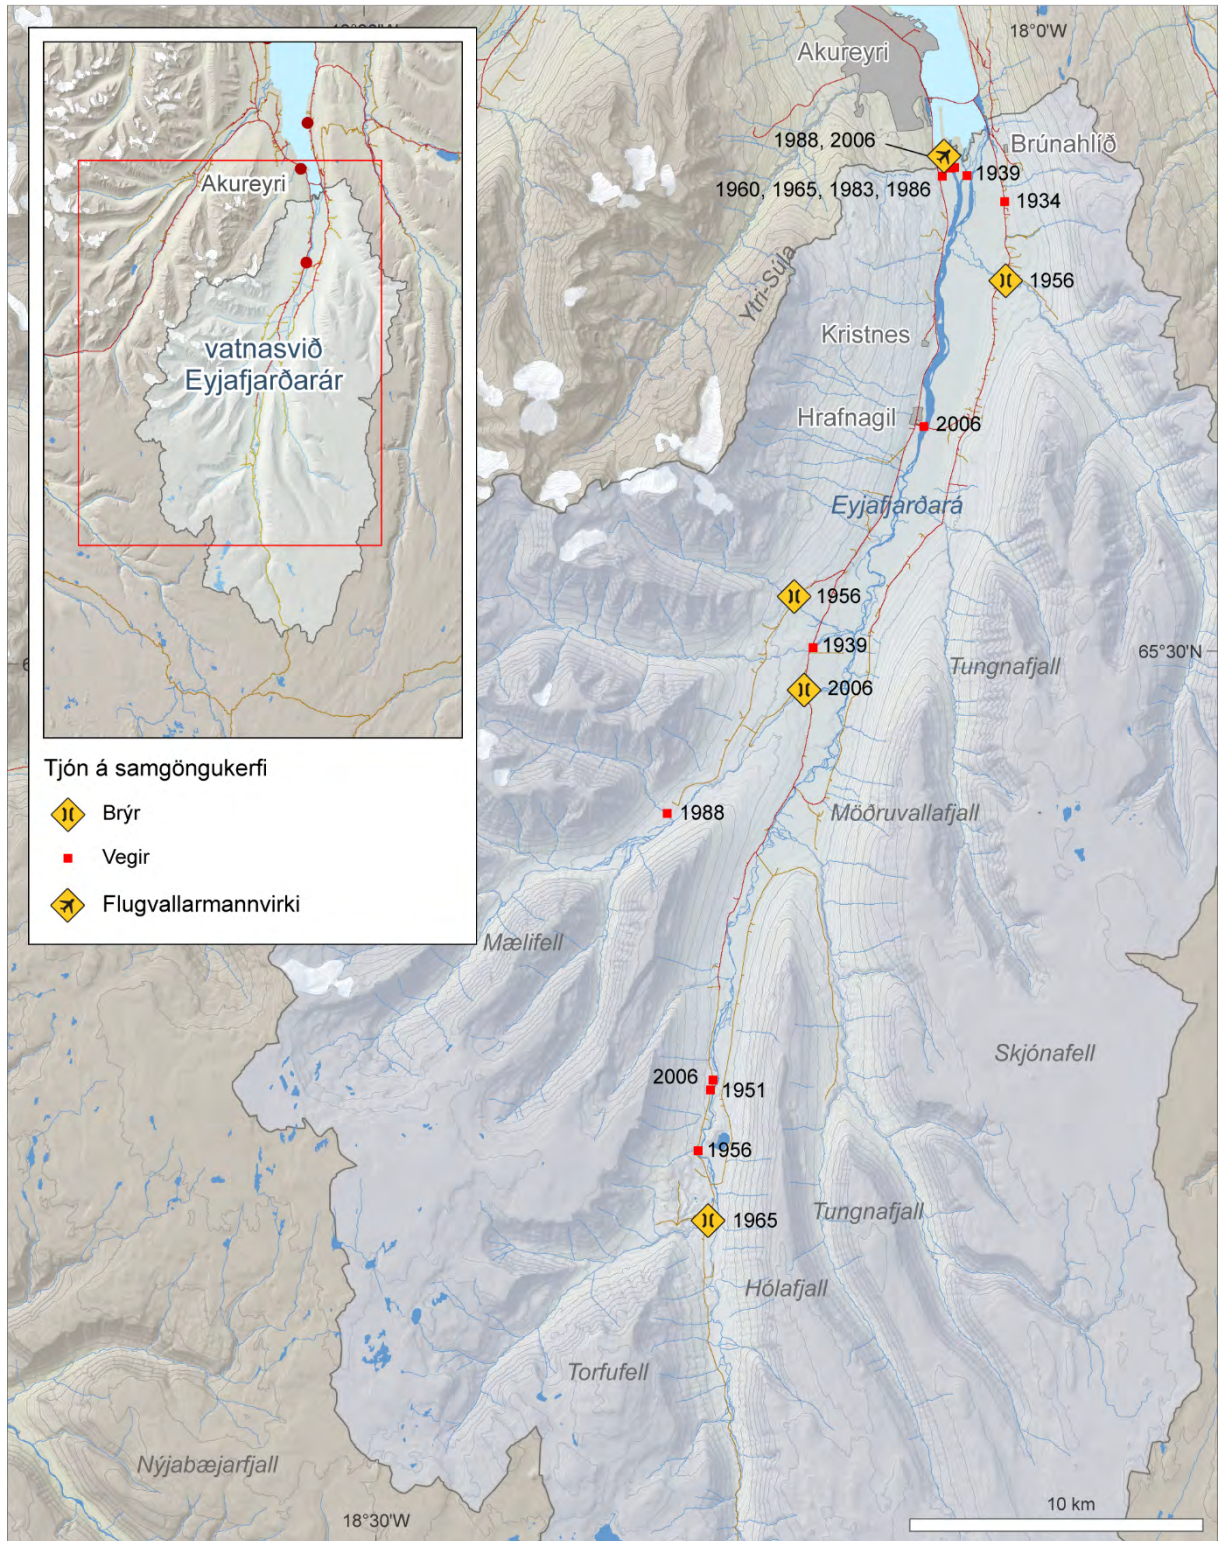 18°0'W
Akureyri
1988, 2006
Brúnahlíð
1939
1960, 1965, 1983, 1986
1934
Ytri-Súla
1956
Kristnes
Hrafnagil
2006
Eyjafjarðará
1956
1939
65°30'N
Tungnafjall
2006
1988
Möðruvallafjall
Mælifell
Skjónafell
2006
1951
1956
Tungnafjall
1965
Hólafjall
Torfufell
Nýjabæjarfjall
18°30'W
10 km
Akureyri
vatnasvið
Eyjafjarðarár
Tjón á samgöngukerfi
Brýr
Vegir
Flugvallarmannvirki